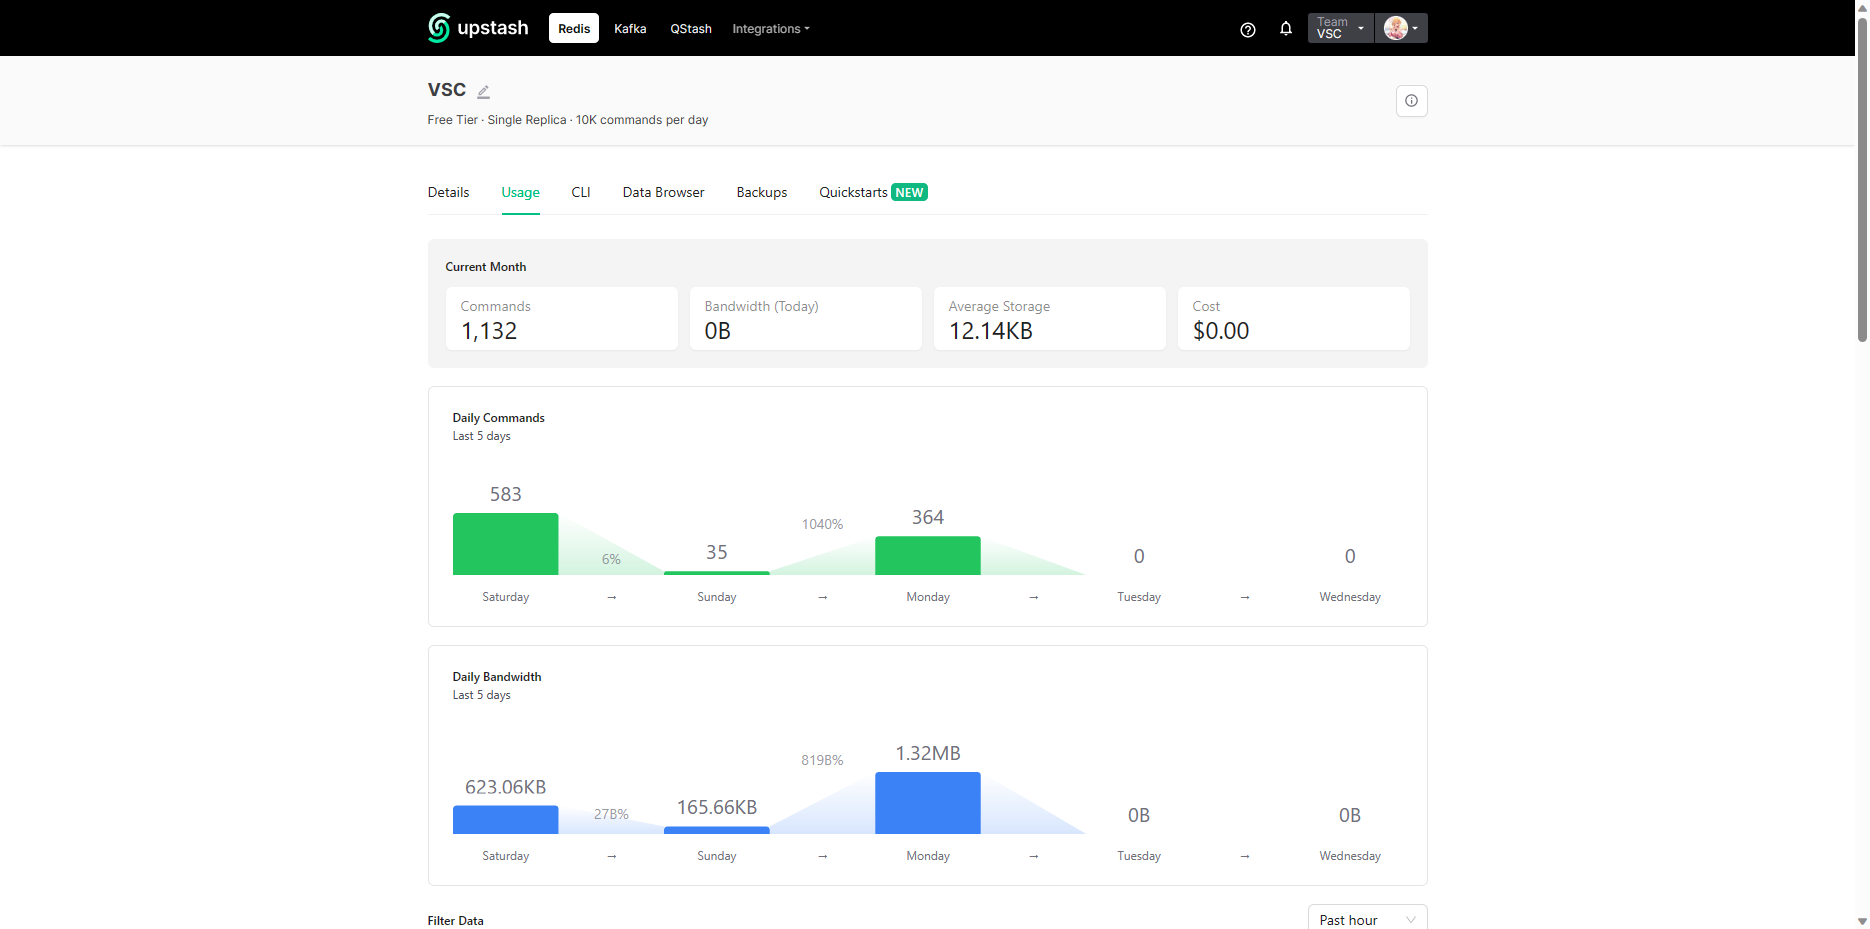 upstash Redis Kafka QStash Integrations Team VSC
VSC
Free Tier · Single Replica · 10K commands per day
Details Usage CLI Data Browser Backups Quickstarts NEW
Current Month
Commands Bandwidth (Today) Average Storage Cost
1,132 0B 12.14KB $0.00
Daily Commands
Last 5 days
583 6% 35 1040% 364 0 0
Saturday → Sunday → Monday → Tuesday → Wednesday
Daily Bandwidth
Last 5 days
623.06KB 27B% 165.66KB 819B% 1.32MB 0B 0B
Saturday → Sunday → Monday → Tuesday → Wednesday
Filter Data Past hour